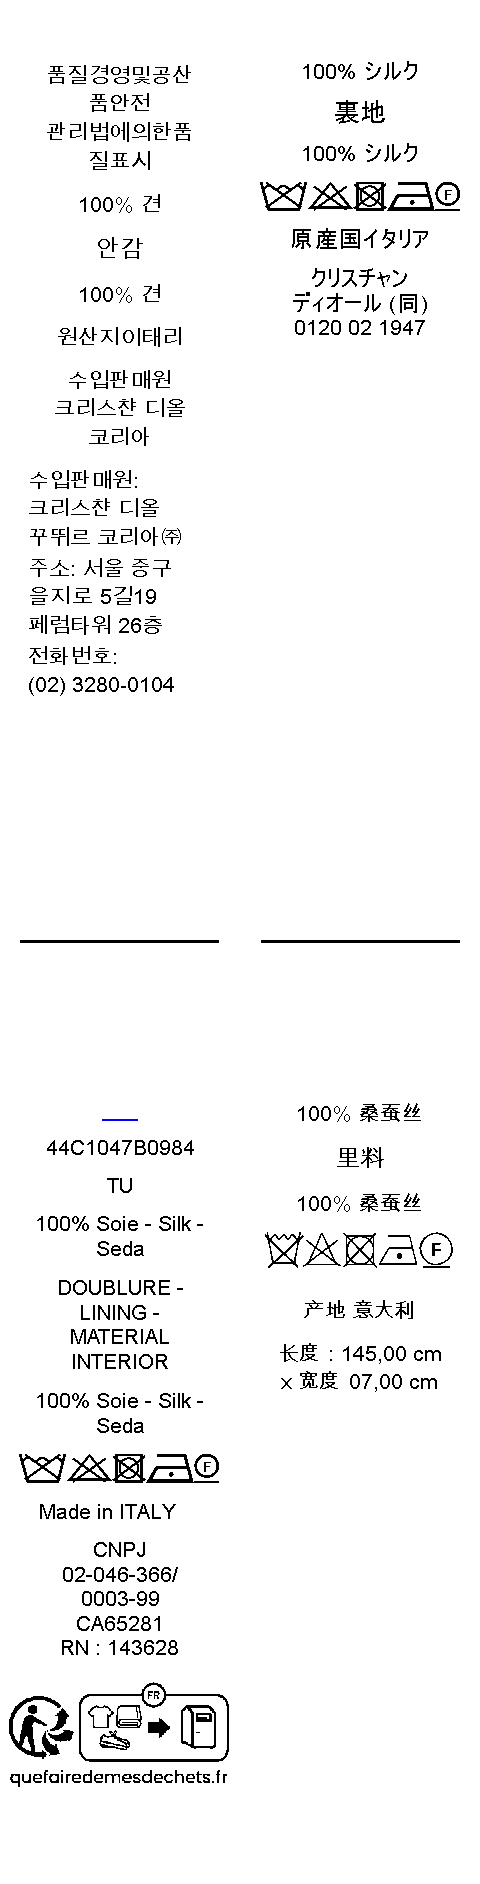 품질경영및공산
품안전
관리법에의한품
질표시
100% 견
안감
100% 견
원산지이태리
수입판매원
크리스챤 디올
코리아
수입판매원:
크리스챤 디올
꾸뛰르 코리아㈜
주소: 서울 중구
을지로 5길19
페럼타워 26층
전화번호:
(02) 3280-0104
100% シルク
裏地
100% シルク
F
原産国イタリア
クリスチャン
ディオール (同)
0120 02 1947
44C1047B0984
TU
100% Soie - Silk -
Seda
DOUBLURE -
LINING -
MATERIAL
INTERIOR
100% Soie - Silk -
Seda
F
Made in ITALY
CNPJ
02-046-366/
0003-99
CA65281
RN : 143628
FR
quefairedemesdechets.fr
100% 桑蚕丝
里料
100% 桑蚕丝
F
产地 意大利
长度 : 145,00 cm
x 宽度 07,00 cm